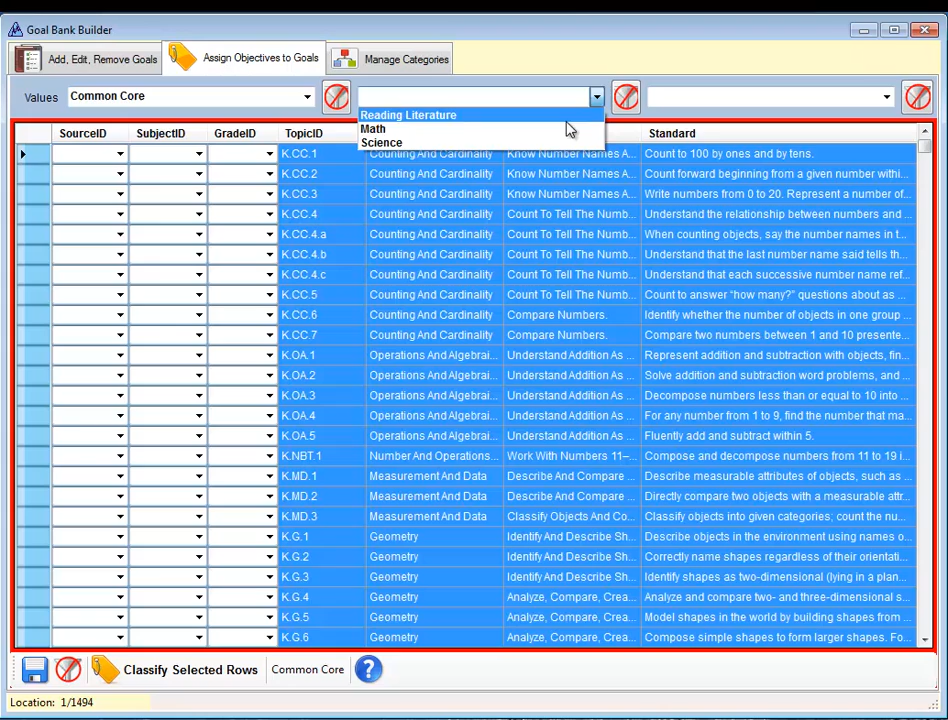 Goal Bank Builder
Add, Edit, Remove Goals Assign Objectives to Goals Manage Categories
Values Common Core
Reading Literature
Math
Science
SourceID SubjectID GradeID TopicID Standard
K.CC.1 Counting And Cardinality Know Number Names A... Count to 100 by ones and by tens.
K.CC.2 Counting And Cardinality Know Number Names A... Count forward beginning from a given number withi...
K.CC.3 Counting And Cardinality Know Number Names A... Write numbers from 0 to 20. Represent a number of...
K.CC.4 Counting And Cardinality Count To Tell The Numb... Understand the relationship between numbers and ...
K.CC.4.a Counting And Cardinality Count To Tell The Numb... When counting objects, say the number names in t...
K.CC.4.b Counting And Cardinality Count To Tell The Numb... Understand that the last number name said tells th...
K.CC.4.c Counting And Cardinality Count To Tell The Numb... Understand that each successive number name ref...
K.CC.5 Counting And Cardinality Count To Tell The Numb... Count to answer “how many?” questions about as ...
K.CC.6 Counting And Cardinality Compare Numbers. Identify whether the number of objects in one group ...
K.CC.7 Counting And Cardinality Compare Numbers. Compare two numbers between 1 and 10 presente...
K.OA.1 Operations And Algebrai... Understand Addition As ... Represent addition and subtraction with objects, fin...
K.OA.2 Operations And Algebrai... Understand Addition As ... Solve addition and subtraction word problems, and ...
K.OA.3 Operations And Algebrai... Understand Addition As ... Decompose numbers less than or equal to 10 into ...
K.OA.4 Operations And Algebrai... Understand Addition As ... For any number from 1 to 9, find the number that ma...
K.OA.5 Operations And Algebrai... Understand Addition As ... Fluently add and subtract within 5.
K.NBT.1 Number And Operations... Work With Numbers 11–... Compose and decompose numbers from 11 to 19 i...
K.MD.1 Measurement And Data Describe And Compare ... Describe measurable attributes of objects, such as ...
K.MD.2 Measurement And Data Describe And Compare ... Directly compare two objects with a measurable attr...
K.MD.3 Measurement And Data Classify Objects And Co... Classify objects into given categories; count the nu...
K.G.1 Geometry Identify And Describe Sh... Describe objects in the environment using names o...
K.G.2 Geometry Identify And Describe Sh... Correctly name shapes regardless of their orientati...
K.G.3 Geometry Identify And Describe Sh... Identify shapes as two-dimensional (lying in a plan...
K.G.4 Geometry Analyze, Compare, Crea... Analyze and compare two- and three-dimensional s...
K.G.5 Geometry Analyze, Compare, Crea... Model shapes in the world by building shapes from ...
K.G.6 Geometry Analyze, Compare, Crea... Compose simple shapes to form larger shapes. Fo...
Classify Selected Rows Common Core ?
Location: 1/1494